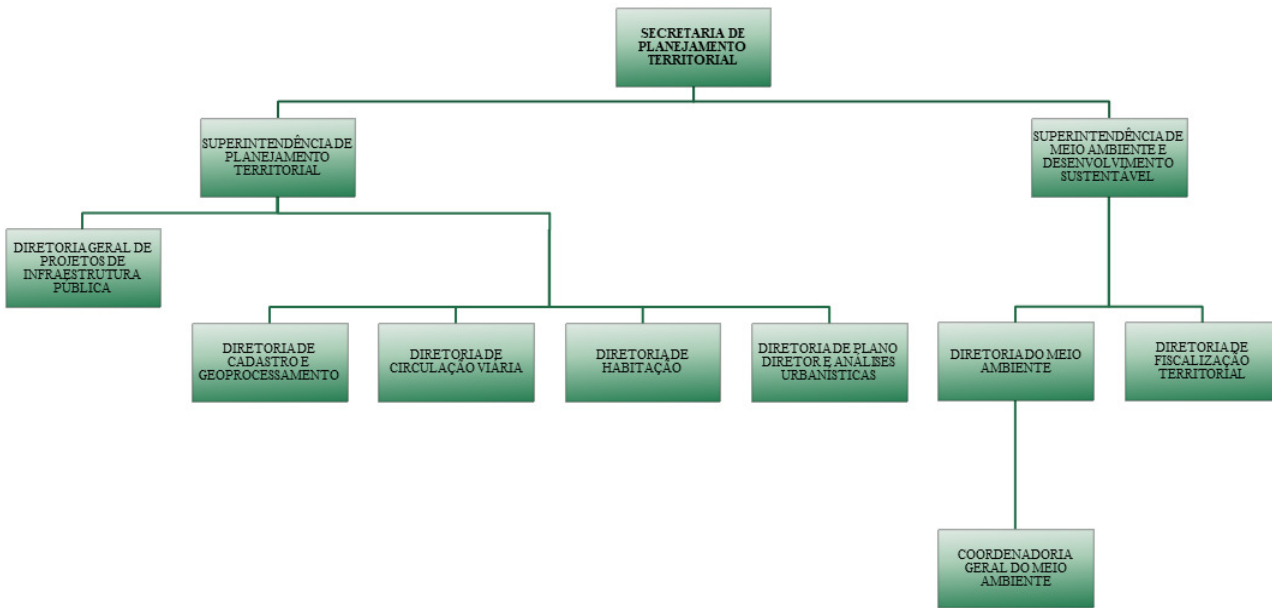 SECRETARIA DE
PLANEJAMENTO
TERRITORIAL
SUPERINTENDÊNCIA DE
PLANEJAMENTO
TERRITORIAL
SUPERINTENDÊNCIA DE
MEIO AMBIENTE E
DESENVOLVIMENTO
SUSTENTÁVEL
DIRETORIA GERAL DE
PROJETOS DE
INFRAESTRUTURA
PÚBLICA
DIRETORIA DE
CADASTRO E
GEOPROCESSAMENTO
DIRETORIA DE
CIRCULAÇÃO VIÁRIA
DIRETORIA DE
HABITAÇÃO
DIRETORIA DE PLANO
DIRETOR E ANÁLISES
URBANÍSTICAS
DIRETORIA DO MEIO
AMBIENTE
DIRETORIA DE
FISCALIZAÇÃO
TERRITORIAL
COORDENADORIA
GERAL DO MEIO
AMBIENTE